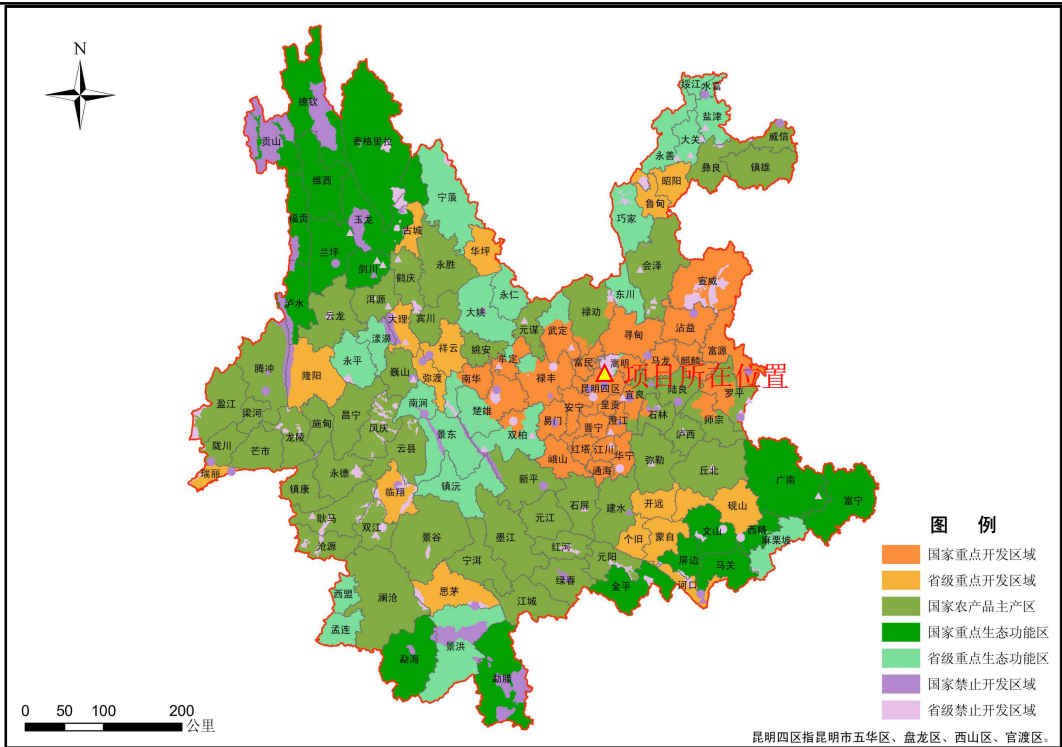 N
德钦
贡山
香格里拉
维西
福贡
玉龙
兰坪
剑川
泸水
宁蒗
古城
华坪
永胜
鹤庆
洱源
云龙
大理
宾川
漾濞
永平
祥云
巍山
弥渡
南涧
大姚
永仁
姚安
元谋
武定
禄劝
牟定
南华
禄丰
楚雄
双柏
绥江
水富
盐津
大关
永善
威信
镇雄
彝良
昭阳
鲁甸
巧家
会泽
东川
宣威
寻甸
沾益
富源
马龙
麒麟
富民
嵩明
项目所在位置
昆明四区
宜良
陆良
罗平
安宁
呈贡
石林
师宗
易门
晋宁
澄江
泸西
红塔
江川
华宁
峨山
通海
弥勒
丘北
腾冲
隆阳
盈江
梁河
龙陵
施甸
昌宁
凤庆
陇川
芒市
瑞丽
云县
景东
镇沅
新平
永德
镇康
临翔
耿马
双江
沧源
石屏
建水
开远
砚山
广南
富宁
元江
墨江
景谷
宁洱
红河
元阳
个旧
蒙自
文山
西畴
麻栗坡
马关
屏边
河口
金平
绿春
江城
思茅
澜沧
西盟
孟连
勐海
景洪
勐腊
图 例
国家重点开发区域
省级重点开发区域
国家农产品主产区
国家重点生态功能区
省级重点生态功能区
国家禁止开发区域
省级禁止开发区域
0 50 100 200
公里
昆明四区指昆明市五华区、盘龙区、西山区、官渡区。